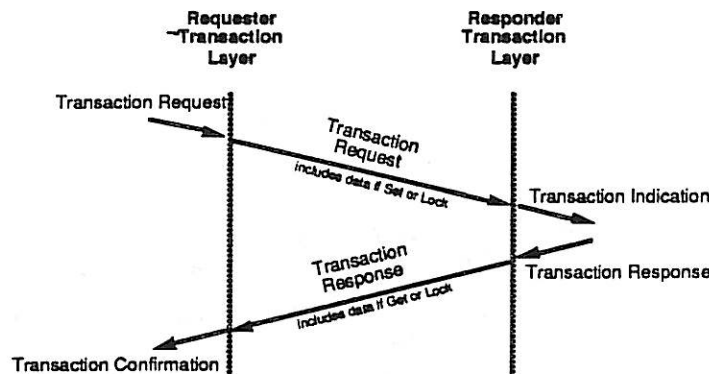 Requester
Transaction
Layer
Responder
Transaction
Layer
Transaction Request
Transaction
Request
includes data if Set or Lock
Transaction Indication
Transaction
Response
includes data if Get or Lock
Transaction Response
Transaction Confirmation